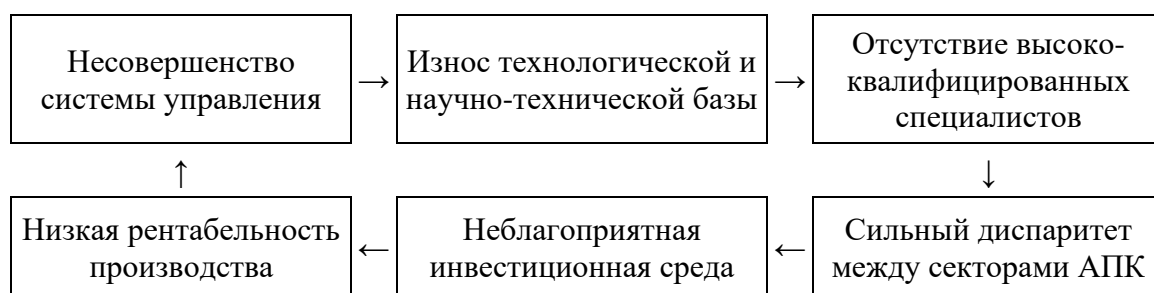 Несовершенство
системы управления
→
Износ технологической и
научно-технической базы
→
Отсутствие высоко-
квалифицированных
специалистов
↑
↓
Низкая рентабельность
производства
←
Неблагоприятная
инвестиционная среда
←
Сильный диспаритет
между секторами АПК